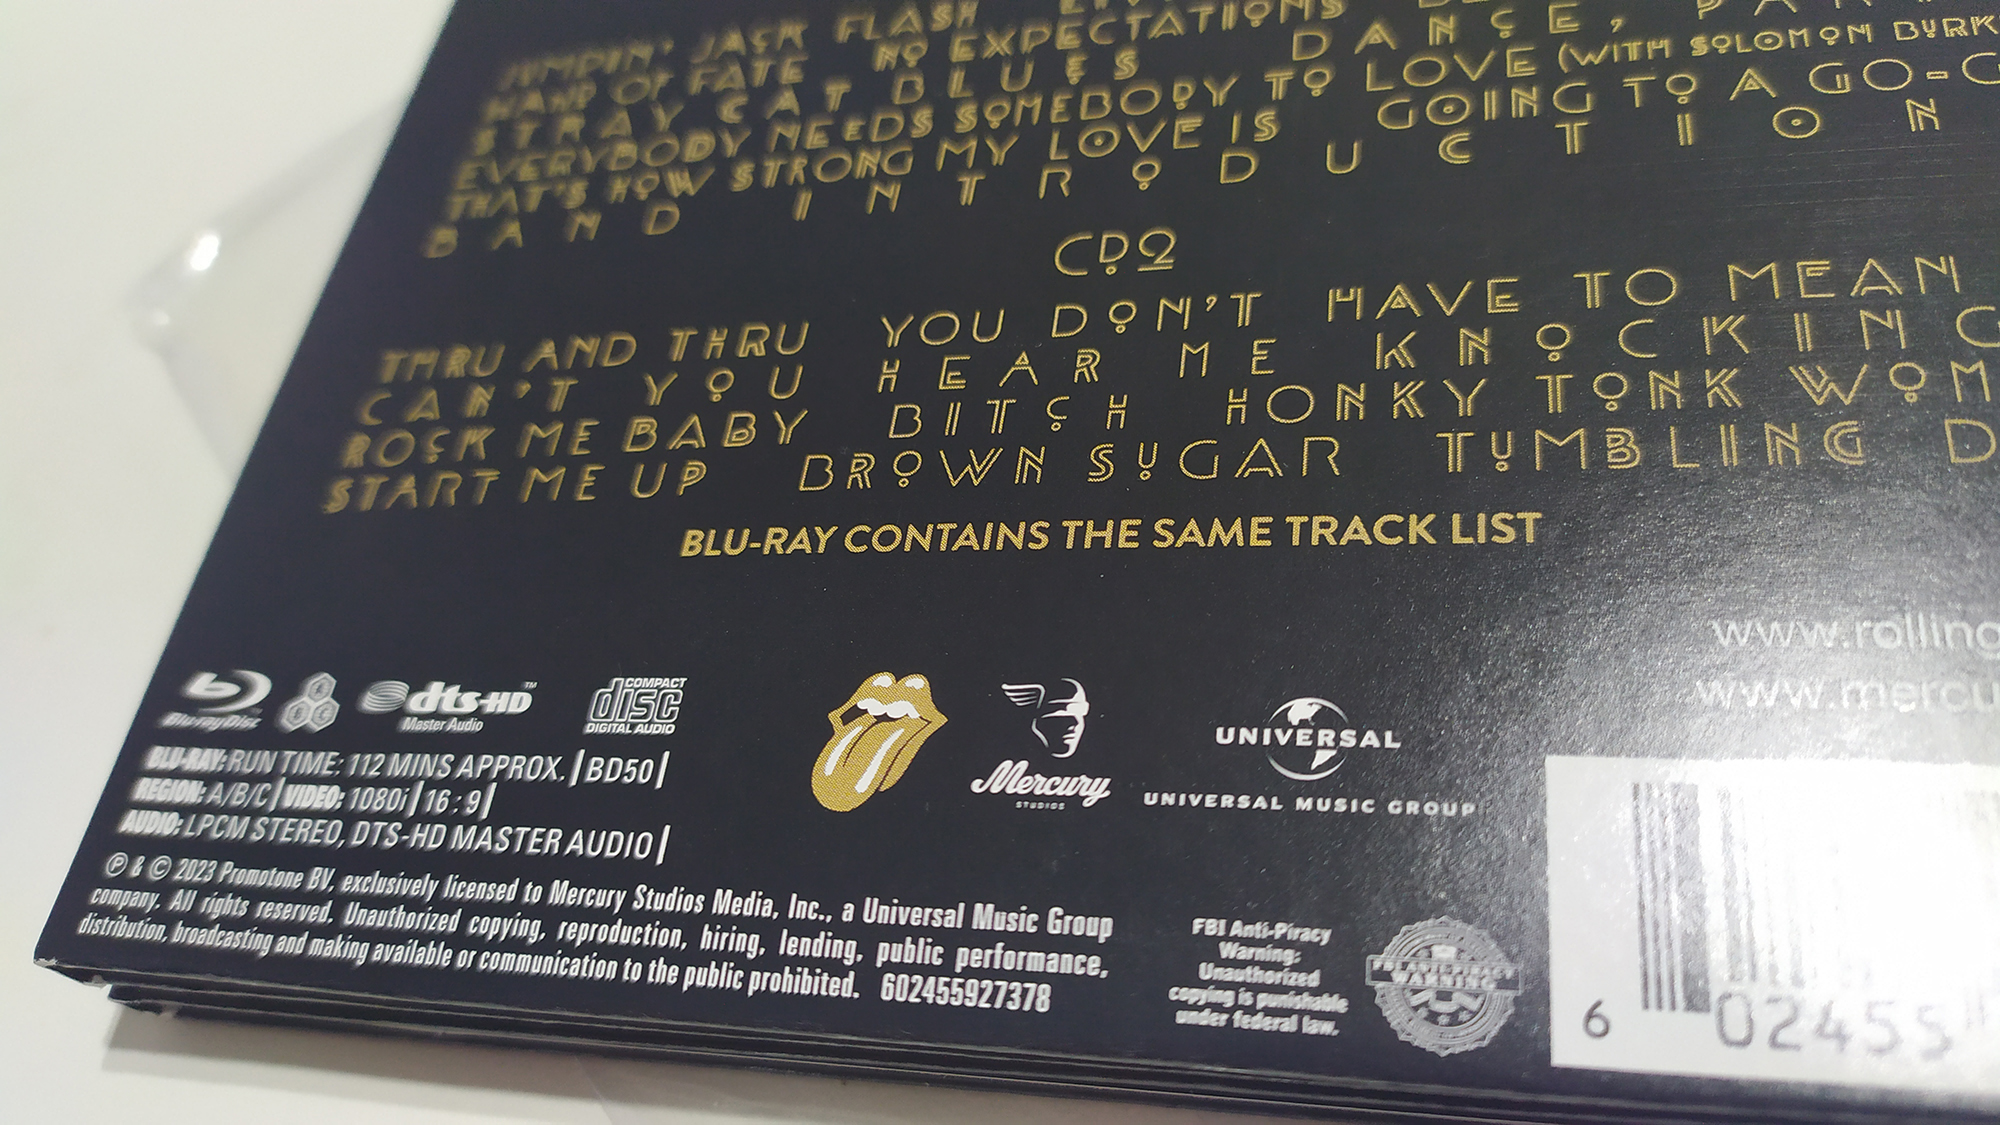 JUMPIN' JACK FLASH
HAND OF FATE NO EXPECTATIONS DANCE,
STRAY CAT BLUES
EVERYBODY NEEDS SOMEBODY TO LOVE (WITH SOLOMON
THAT'S HOW STRONG MY LOVE IS GOING TO A GO-G
BAND INTRODUCTION
CD2
THRU AND THRU YOU DON'T HAVE TO MEAN
CAN'T YOU HEAR ME KNOCKING
ROCK ME BABY BITCH HONKY TONK WOM
START ME UP BROWN SUGAR TUMBLING D
BLU-RAY CONTAINS THE SAME TRACK LIST
www.rolling
www.mercu
Blu-ray Disc
dts-HD™
Master Audio
COMPACT
disc
DIGITAL AUDIO
Mercury
STUDIOS
UNIVERSAL
UNIVERSAL MUSIC GROUP
BLU-RAY: RUN TIME: 112 MINS APPROX. | BD50 |
REGION: A/B/C | VIDEO: 1080i | 16:9 |
AUDIO: LPCM STEREO, DTS-HD MASTER AUDIO |
℗ & © 2023 Promotone BV, exclusively licensed to Mercury Studios Media, Inc., a Universal Music Group
company. All rights reserved. Unauthorized copying, reproduction, hiring, lending, public performance,
distribution, broadcasting and making available or communication to the public prohibited. 602455927378
FBI Anti-Piracy
Warning:
Unauthorized
copying is punishable
under federal law.
FBI ANTI-PIRACY
WARNING
6 02455